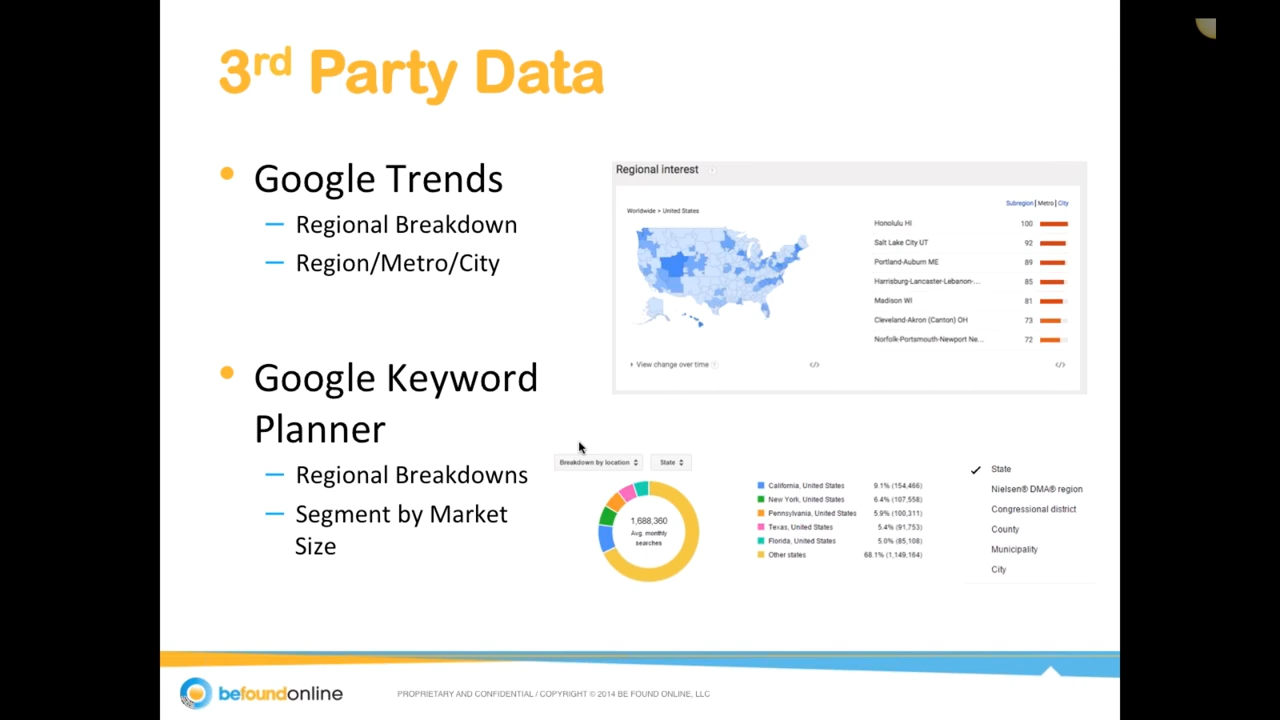 3rd Party Data
• Google Trends
— Regional Breakdown
— Region/Metro/City
Regional interest
Worldwide > United States
Subregion | Metro | City
Honolulu HI 100
Salt Lake City UT 92
Portland-Auburn ME 89
Harrisburg-Lancaster-Lebanon-... 85
Madison WI 81
Cleveland-Akron (Canton) OH 73
Norfolk-Portsmouth-Newport Ne... 72
View change over time
</>
</>
• Google Keyword
Planner
— Regional Breakdowns
— Segment by Market
Size
Breakdown by location
State
1,688,360
Avg. monthly
searches
California, United States 9.1% (154,466)
New York, United States 6.4% (107,558)
Pennsylvania, United States 5.9% (100,311)
Texas, United States 5.4% (91,753)
Florida, United States 5.0% (85,108)
Other states 68.1% (1,149,164)
State
Nielsen® DMA® region
Congressional district
County
Municipality
City
befoundonline
PROPRIETARY AND CONFIDENTIAL / COPYRIGHT © 2014 BE FOUND ONLINE, LLC